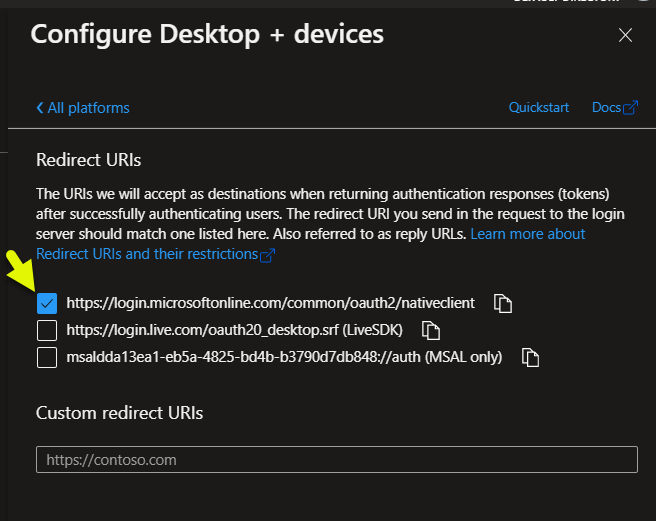 Configure Desktop + devices
All platforms
Quickstart
Docs
Redirect URIs
The URIs we will accept as destinations when returning authentication responses (tokens)
after successfully authenticating users. The redirect URI you send in the request to the login
server should match one listed here. Also referred to as reply URLs. Learn more about
Redirect URIs and their restrictions
https://login.microsoftonline.com/common/oauth2/nativeclient
https://login.live.com/oauth20_desktop.srf (LiveSDK)
msaldda13ea1-eb5a-4825-bd4b-b3790d7db848://auth (MSAL only)
Custom redirect URIs
https://contoso.com